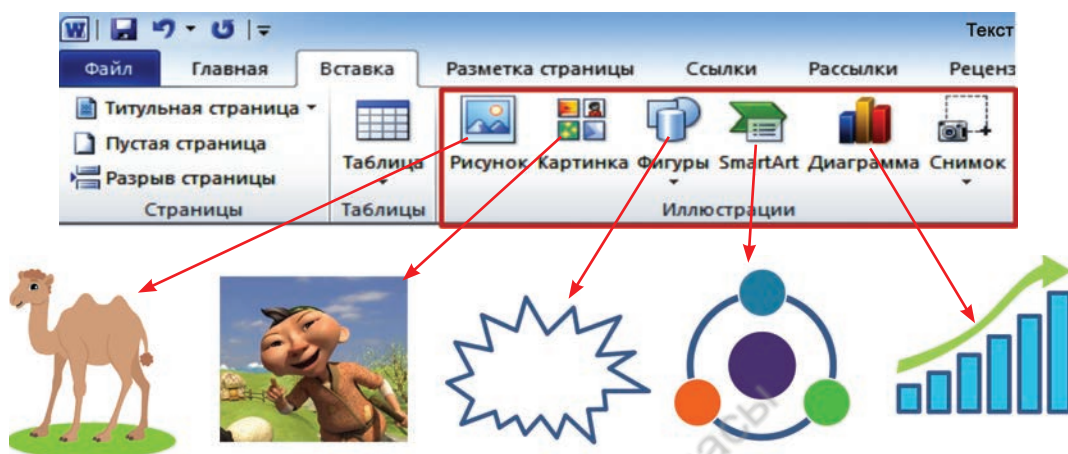 W
Текст
Файл Главная Вставка Разметка страницы Ссылки Рассылки Реценз
Титульная страница
Пустая страница
Разрыв страницы
Таблица
Рисунок Картинка Фигуры SmartArt Диаграмма Снимок
Страницы Таблицы Иллюстрации
асы